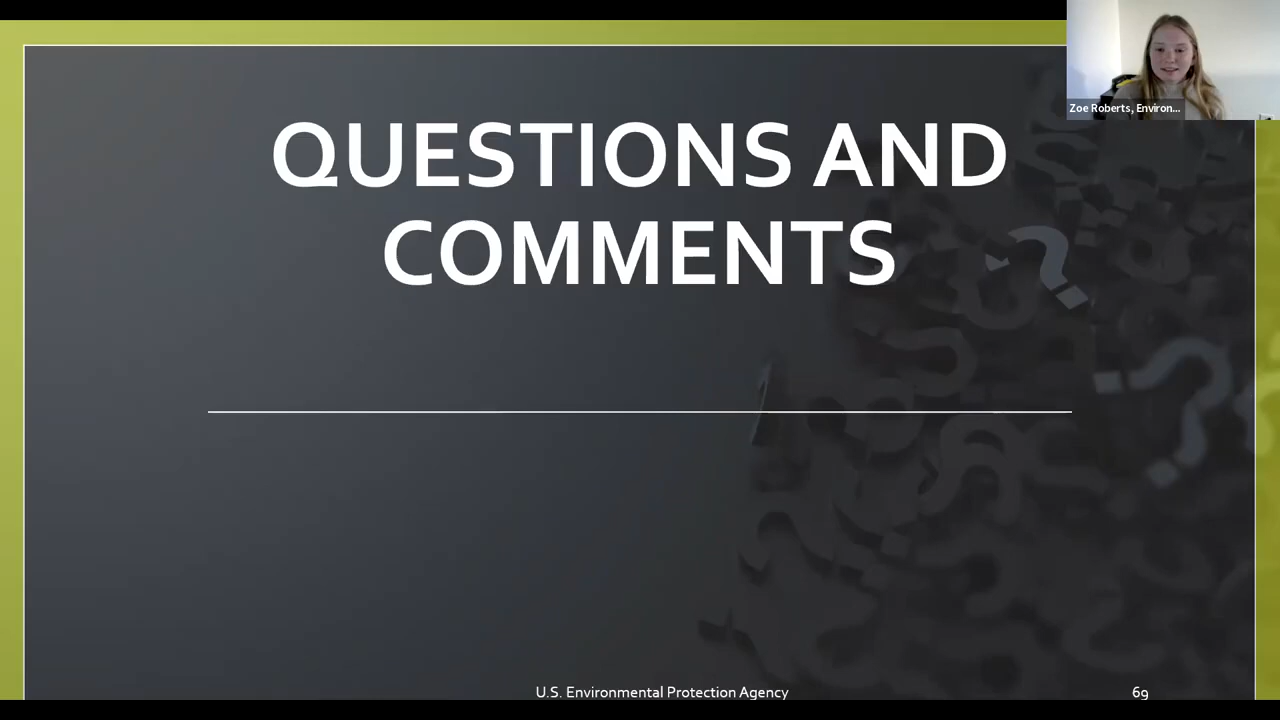 Zoe Roberts, Environ...
QUESTIONS AND
COMMENTS
U.S. Environmental Protection Agency
69